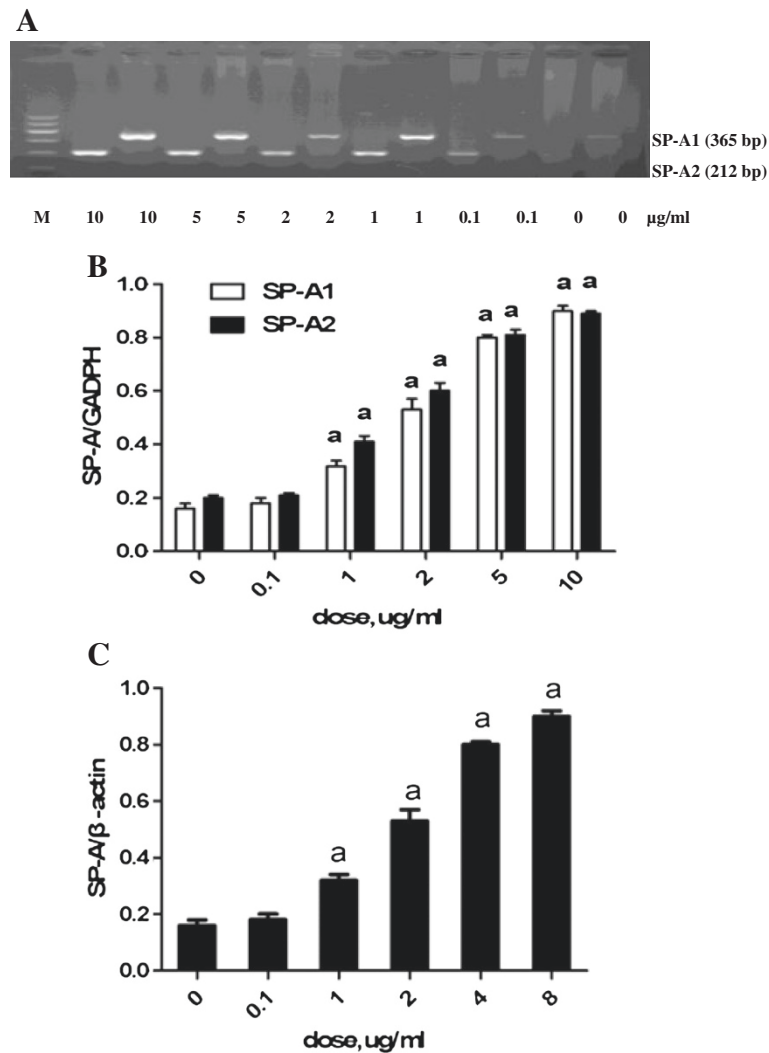 A
SP-A1 (365 bp)
SP-A2 (212 bp)
M 10 10 5 5 2 2 1 1 0.1 0.1 0 0 µg/ml
B
1.0
0.8
0.6
0.4
0.2
0.0
SP-A/GADPH
SP-A1
SP-A2
a a a a a a a a
0 0.1 1 2 5 10
dose,ug/ml
C
1.0
0.8
0.6
0.4
0.2
0.0
SP-A/β-actin
a a a a
0 0.1 1 2 4 8
dose,ug/ml